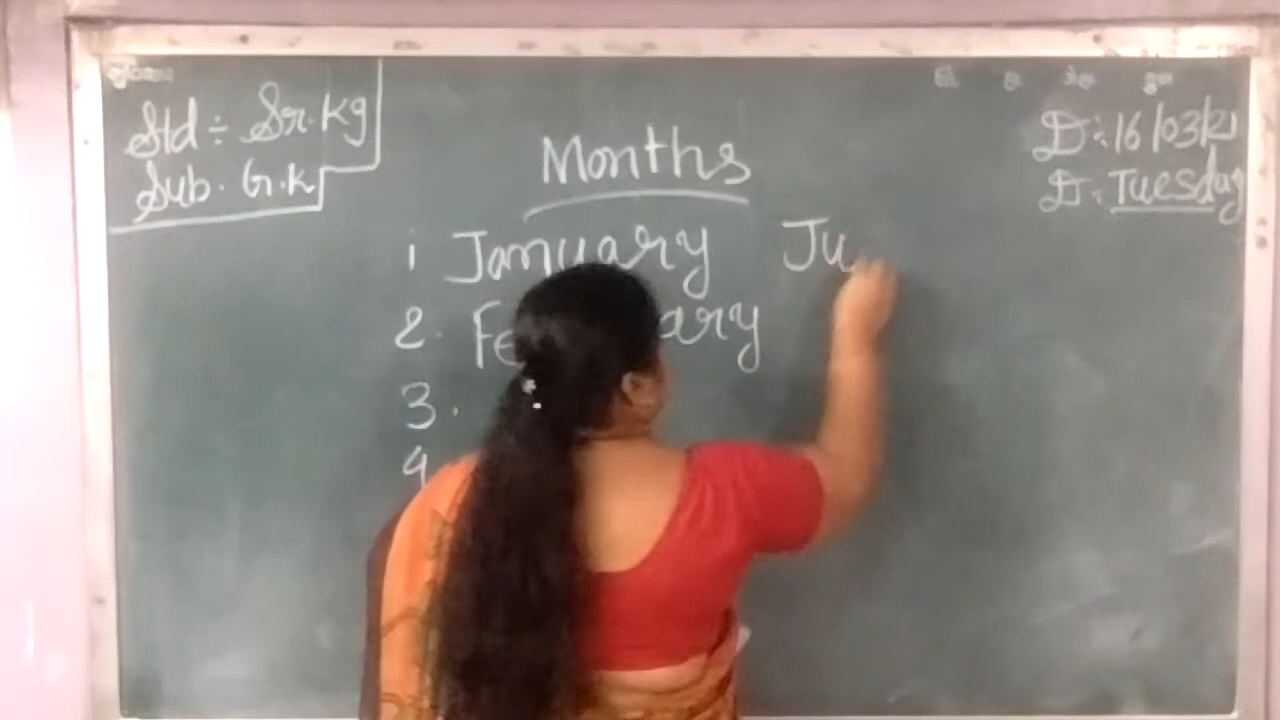 Std ÷ Sr. Kg
Sub. G.K
Months
D :- 16/03/21
D. Tuesday
1 January Ju
2. Fe ary
3.
4